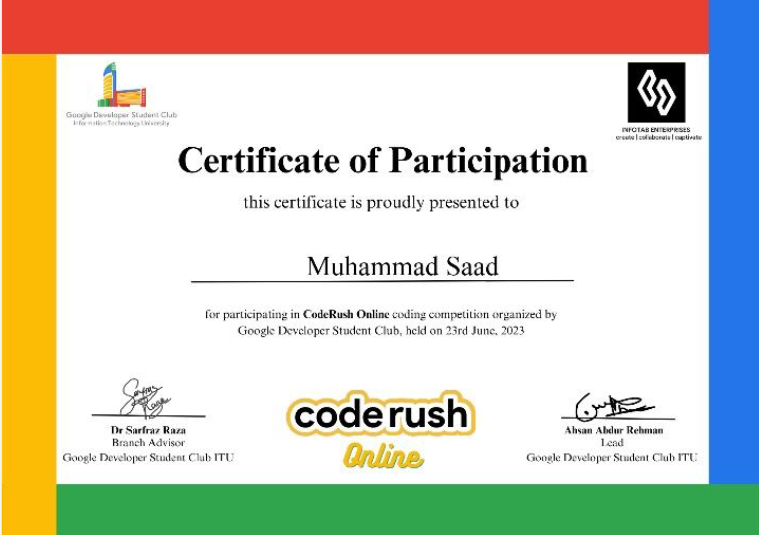 Google Developer Student Club
Information Technology University
INFOTAB ENTERPRISES
create | collaborate | captivate
Certificate of Participation
this certificate is proudly presented to
Muhammad Saad
for participating in CodeRush Online coding competition organized by
Google Developer Student Club, held on 23rd June, 2023
Sarfraz
Raza
Dr Sarfraz Raza
Branch Advisor
Google Developer Student Club ITU
code rush
Online
Ahsan Abdur Rehman
Lead
Google Developer Student Club ITU